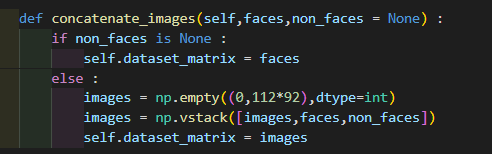 def concatenate_images(self,faces,non_faces = None) :
    if non_faces is None :
        self.dataset_matrix = faces
    else :
        images = np.empty((0,112*92),dtype=int)
        images = np.vstack([images,faces,non_faces])
        self.dataset_matrix = images